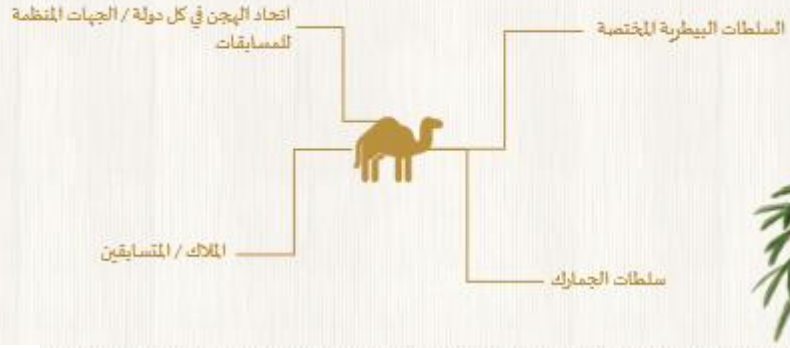 السلطات البيطرية المختصة
اتحاد الهجن في كل دولة / الجهات المنظمة
للمسابقات
الملاك / المتسابقين
سلطات الجمارك